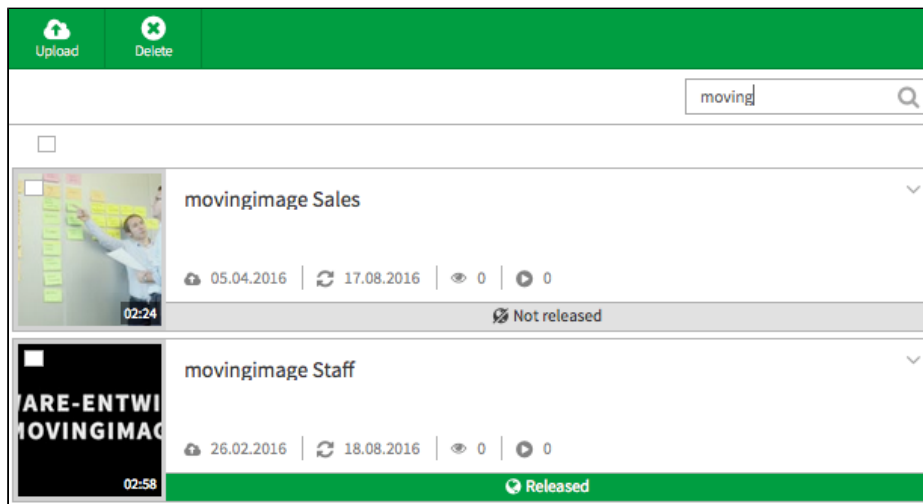 Upload Delete
moving
movingimage Sales
05.04.2016 17.08.2016 0 0
02:24
Not released
movingimage Staff
ARE-ENTWI
MOVINGIMAG
26.02.2016 18.08.2016 0 0
02:58
Released